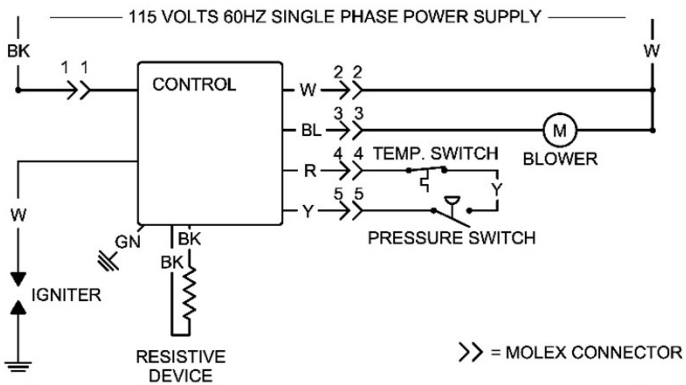 115 VOLTS 60HZ SINGLE PHASE POWER SUPPLY
BK
W
1 1
CONTROL
W
2 2
BL
3 3
M
BLOWER
R
4 4
TEMP. SWITCH
Y
Y
5 5
PRESSURE SWITCH
W
GN
BK
BK
IGNITER
RESISTIVE
DEVICE
= MOLEX CONNECTOR